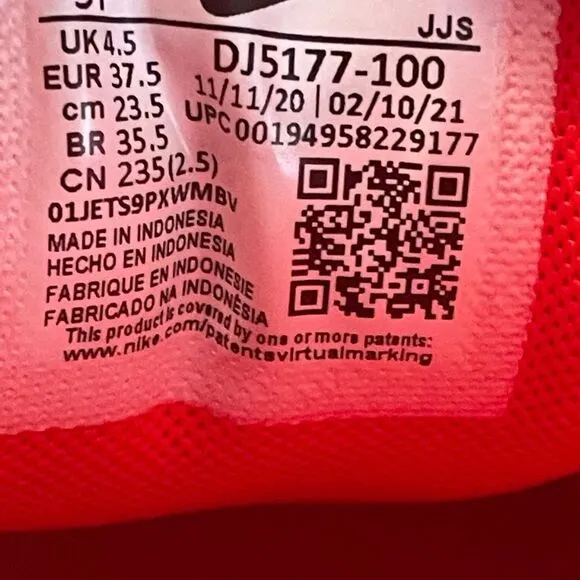 JJS
UK 4.5
EUR 37.5
cm 23.5
BR 35.5
CN 235(2.5)
DJ5177-100
11/11/20 | 02/10/21
UPC 00194958229177
01JETS9PXWMBV
MADE IN INDONESIA
HECHO EN INDONESIA
FABRIQUE EN INDONESIE
FABRICADO NA INDONÉSIA
This product is covered by one or more patents:
www.nike.com/patentsvirtualmarking